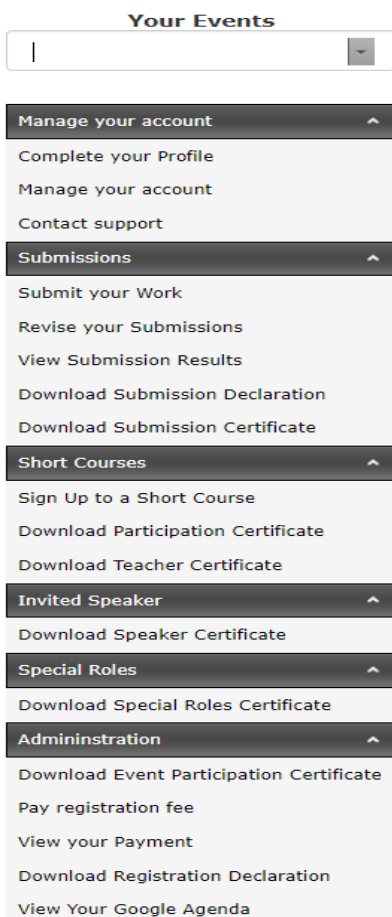 Your Events
Manage your account
Complete your Profile
Manage your account
Contact support
Submissions
Submit your Work
Revise your Submissions
View Submission Results
Download Submission Declaration
Download Submission Certificate
Short Courses
Sign Up to a Short Course
Download Participation Certificate
Download Teacher Certificate
Invited Speaker
Download Speaker Certificate
Special Roles
Download Special Roles Certificate
Admininstration
Download Event Participation Certificate
Pay registration fee
View your Payment
Download Registration Declaration
View Your Google Agenda